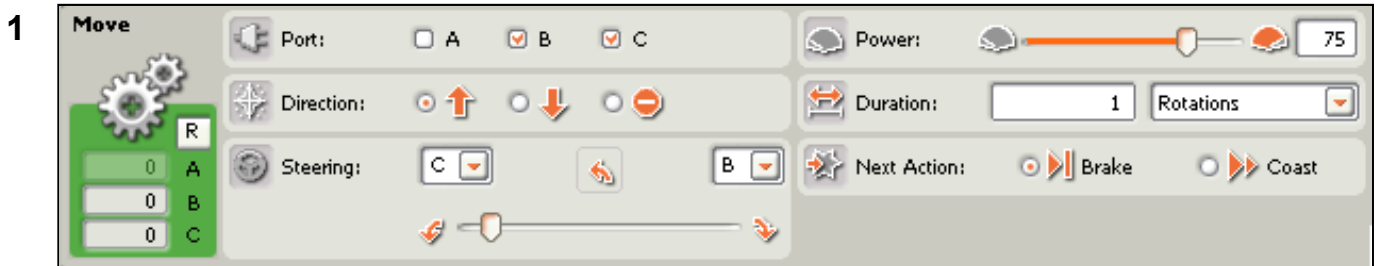 1
Move
Port: A B C
Power: 75
Direction:
Duration: 1 Rotations
R
Steering: C B
Next Action: Brake Coast
0 A
0 B
0 C